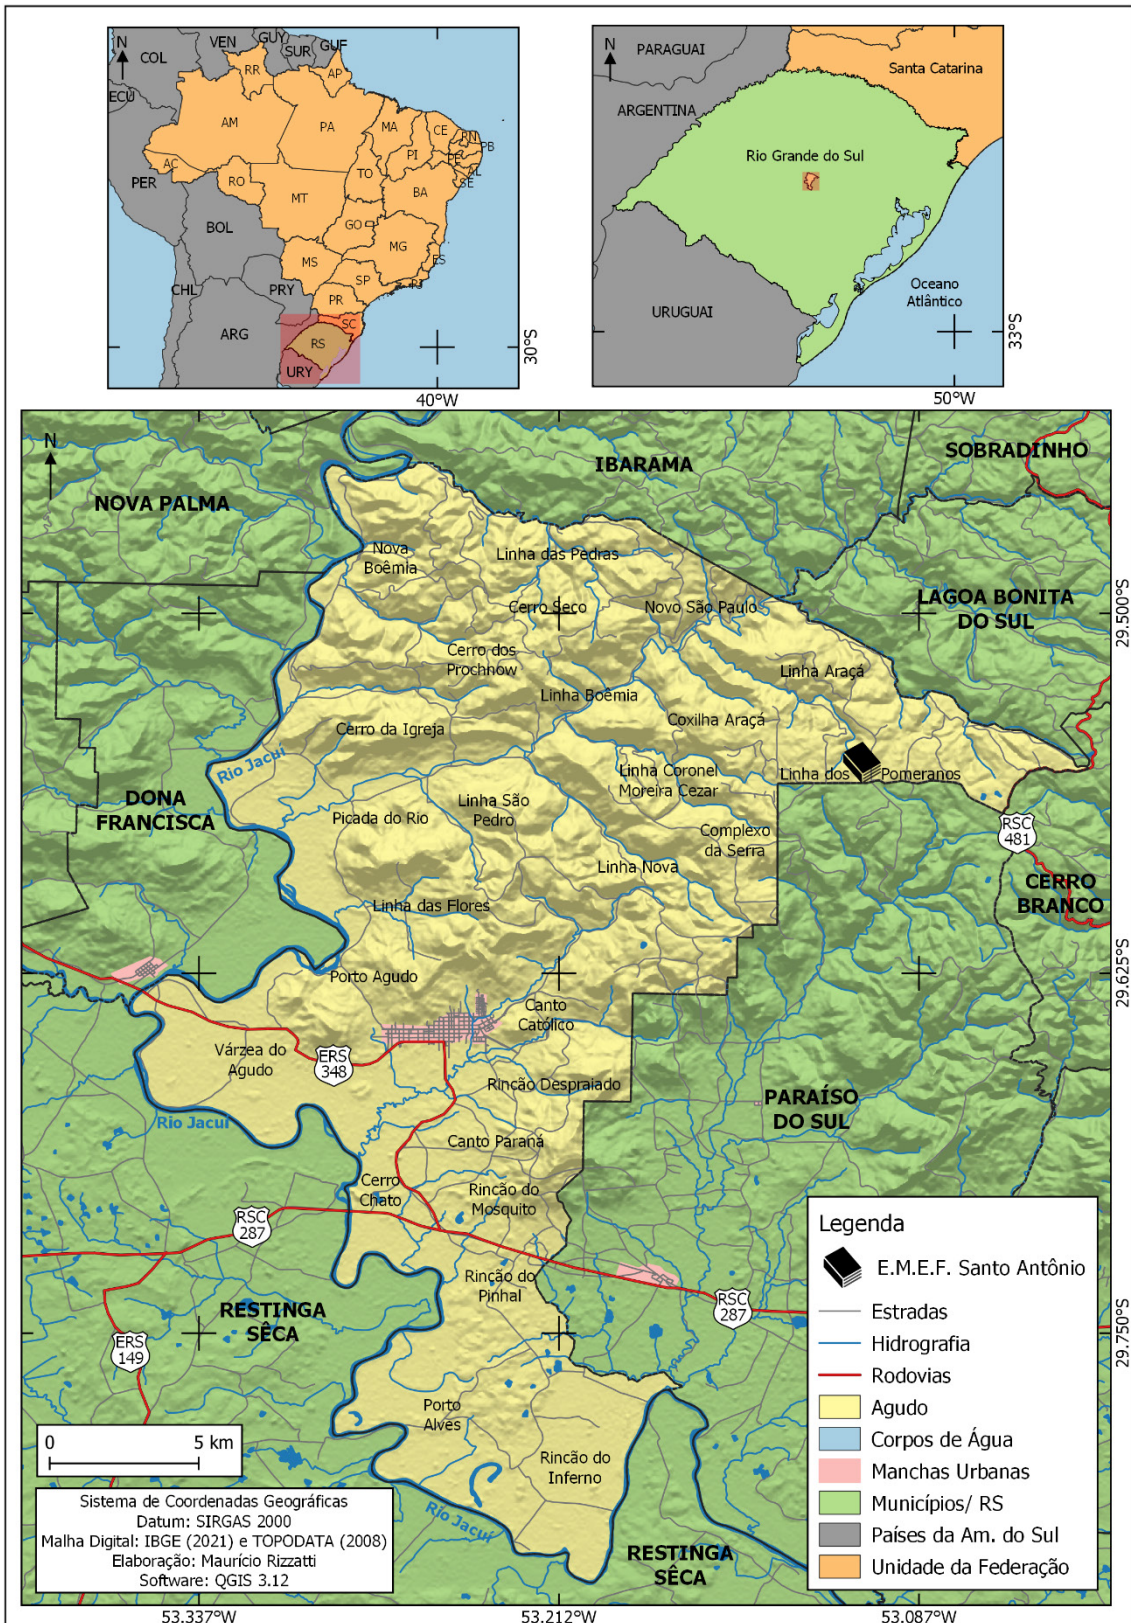 N
COL
VEN
GUY
SUR
GUF
ECU
RR
AP
AM
PA
MA
CE
RN
PB
PI
PE
AL
SE
AC
RO
TO
BA
PER
MT
BOL
GO
MG
ES
MS
SP
RJ
CHL
PRY
PR
SC
ARG
RS
URY
30°S
40°W
N
PARAGUAI
Santa Catarina
ARGENTINA
Rio Grande do Sul
Oceano
Atlântico
URUGUAI
33°S
50°W
N
IBARAMA
SOBRADINHO
NOVA PALMA
Nova
Boêmia
Linha das Pedras
Cerro Seco
Novo São Paulo
LAGOA BONITA
DO SUL
29.500°S
Cerro dos
Prochnow
Linha Araçá
Linha Boêmia
Coxilha Araçá
Cerro da Igreja
Rio Jacuí
Linha Coronel
Moreira Cezar
Linha dos
Pomeranos
DONA
FRANCISCA
Picada do Rio
Linha São
Pedro
Complexo
da Serra
RSC
481
Linha Nova
CERRO
BRANCO
Linha das Flores
Porto Agudo
29.625°S
Canto
Católico
Várzea do
Agudo
ERS
348
Rincão Despraiado
PARAÍSO
DO SUL
Rio Jacuí
Canto Paraná
Cerro
Chato
Rincão do
Mosquito
RSC
287
Rincão do
Pinhal
RSC
287
RESTINGA
SÊCA
ERS
149
29.750°S
Porto
Alves
Rincão do
Inferno
Rio Jacuí
RESTINGA
SÊCA
Legenda
E.M.E.F. Santo Antônio
Estradas
Hidrografia
Rodovias
Agudo
Corpos de Água
Manchas Urbanas
Municípios/ RS
Países da Am. do Sul
Unidade da Federação
0 5 km
Sistema de Coordenadas Geográficas
Datum: SIRGAS 2000
Malha Digital: IBGE (2021) e TOPODATA (2008)
Elaboração: Maurício Rizzatti
Software: QGIS 3.12
53.337°W
53.212°W
53.087°W